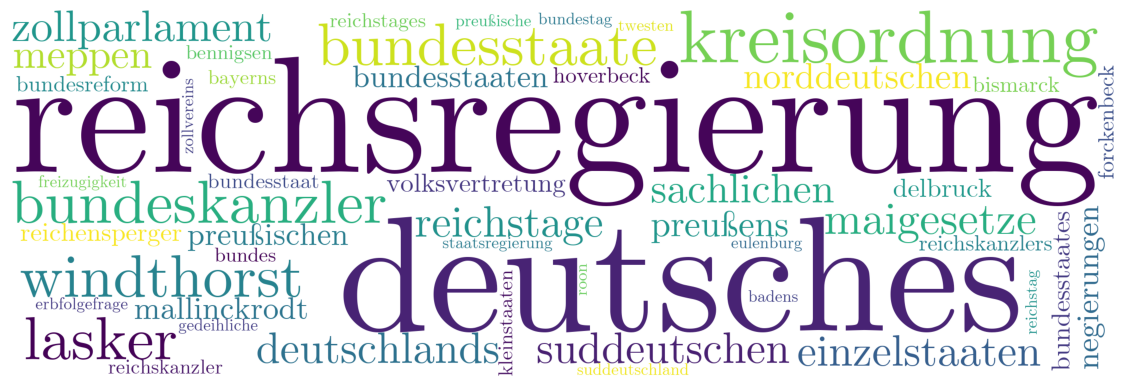 zollparlament
reichstages
preußische
bundestag
twesten
kreisordnung
meppen
bennigsen
bundesstaate
bundesreform
bayerns
bundesstaaten
hoverbeck
norddeutschen
bismarck
reichsregierung
zollvereins
forckenbeck
freizugigkeit
bundesstaat
volksvertretung
sachlichen
delbruck
bundeskanzler
reichstage
preußens
maigesetze
reichensperger
preußischen
staatsregierung
eulenburg
reichskanzlers
bundes
deutsches
windthorst
roon
badens
reichstag
bundesstaates
negierungen
erbfolgefrage
mallinckrodt
kleinstaaten
gedeihliche
lasker
deutschlands
suddeutschen
einzelstaaten
reichskanzler
suddeutschland